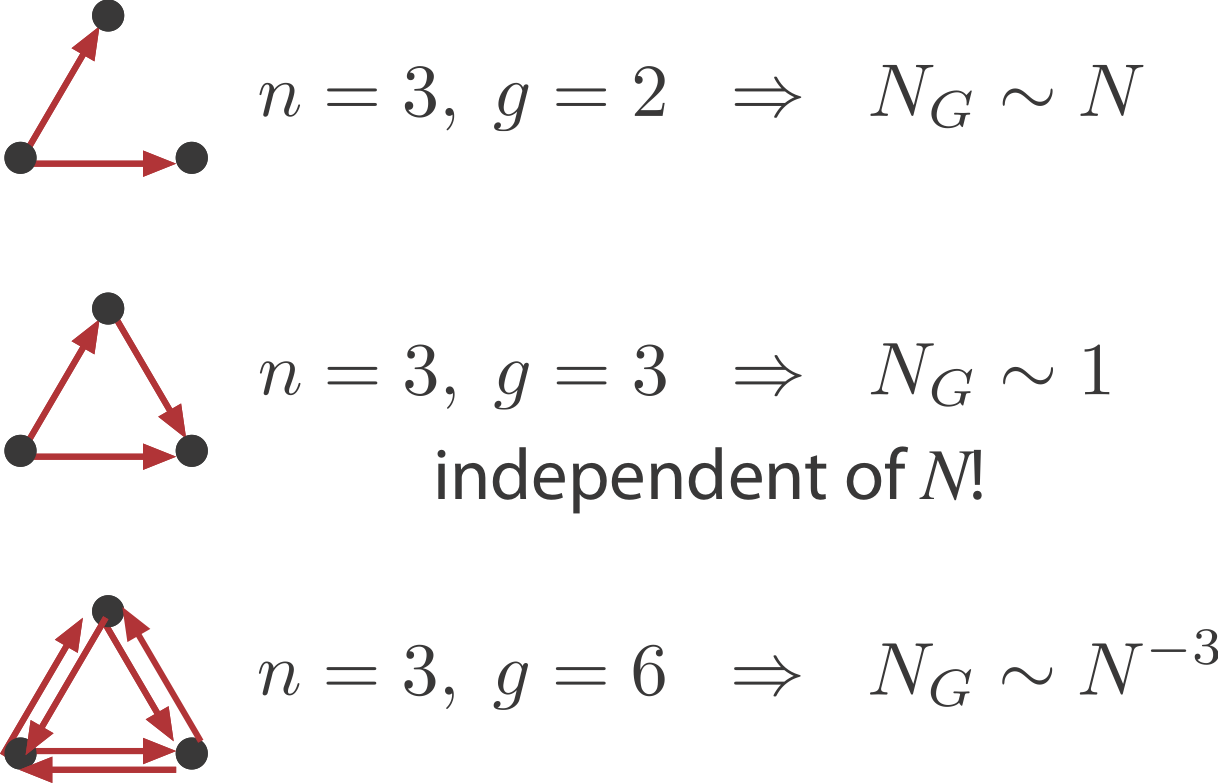 n = 3, g = 2 ⇒ N_G ∼ N
n = 3, g = 3 ⇒ N_G ∼ 1
independent of N!
n = 3, g = 6 ⇒ N_G ∼ N^{−3}